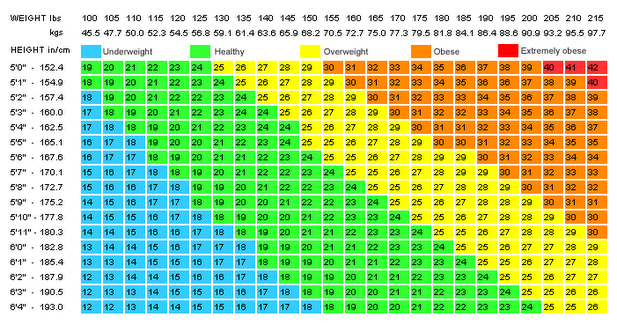 WEIGHT lbs 100 105 110 115 120 125 130 135 140 145 150 155 160 165 170 175 180 185 190 195 200 205 210 215
kgs 45.5 47.7 50.0 52.3 54.5 56.8 59.1 61.4 63.6 65.9 68.2 70.5 72.7 75.0 77.3 79.5 81.8 84.1 86.4 88.6 90.9 93.2 95.5 97.7
HEIGHT in/cm Underweight Healthy Overweight Obese Extremely obese
5'0" - 152.4 19 20 21 22 23 24 25 26 27 28 29 30 31 32 33 34 35 36 37 38 39 40 41 42
5'1" - 154.9 18 19 20 21 22 23 24 25 26 27 28 29 30 31 32 33 34 35 36 36 37 38 39 40
5'2" - 157.4 18 19 20 21 22 22 23 24 25 26 27 28 29 30 31 32 33 33 34 35 36 37 38 39
5'3" - 160.0 17 18 19 20 21 22 23 24 24 25 26 27 28 29 30 31 32 32 33 34 35 36 37 38
5'4" - 162.5 17 18 18 19 20 21 22 23 24 24 25 26 27 28 29 30 31 31 32 33 34 35 36 37
5'5" - 165.1 16 17 18 19 20 20 21 22 23 24 25 25 26 27 28 29 30 30 31 32 33 34 35 35
5'6" - 167.6 16 17 17 18 19 20 21 21 22 23 24 25 25 26 27 28 29 29 30 31 32 33 34 34
5'7" - 170.1 15 16 17 18 18 19 20 21 22 22 23 24 25 25 26 27 28 29 29 30 31 32 33 33
5'8" - 172.7 15 16 16 17 18 19 19 20 21 22 22 23 24 25 25 26 27 28 28 29 30 31 32 32
5'9" - 175.2 14 15 16 17 17 18 19 20 20 21 22 22 23 24 25 25 26 27 28 28 29 30 31 31
5'10" - 177.8 14 15 15 16 17 18 18 19 20 20 21 22 23 23 24 25 25 26 27 28 28 29 30 30
5'11" - 180.3 14 14 15 16 16 17 18 18 19 20 21 21 22 23 23 24 25 25 26 27 28 28 29 30
6'0" - 182.8 13 14 14 15 16 17 17 18 19 19 20 21 21 22 23 23 24 25 25 26 27 27 28 29
6'1" - 185.4 13 13 14 15 15 16 17 17 18 19 19 20 21 21 22 23 23 24 25 25 26 27 27 28
6'2" - 187.9 12 13 14 14 15 16 16 17 18 18 19 19 20 21 21 22 23 23 24 25 25 26 27 27
6'3" - 190.5 12 13 13 14 15 15 16 16 17 18 18 19 20 20 21 21 22 23 23 24 25 25 26 26
6'4" - 193.0 12 12 13 14 14 15 15 16 17 17 18 18 19 20 20 21 22 22 23 23 24 25 25 26